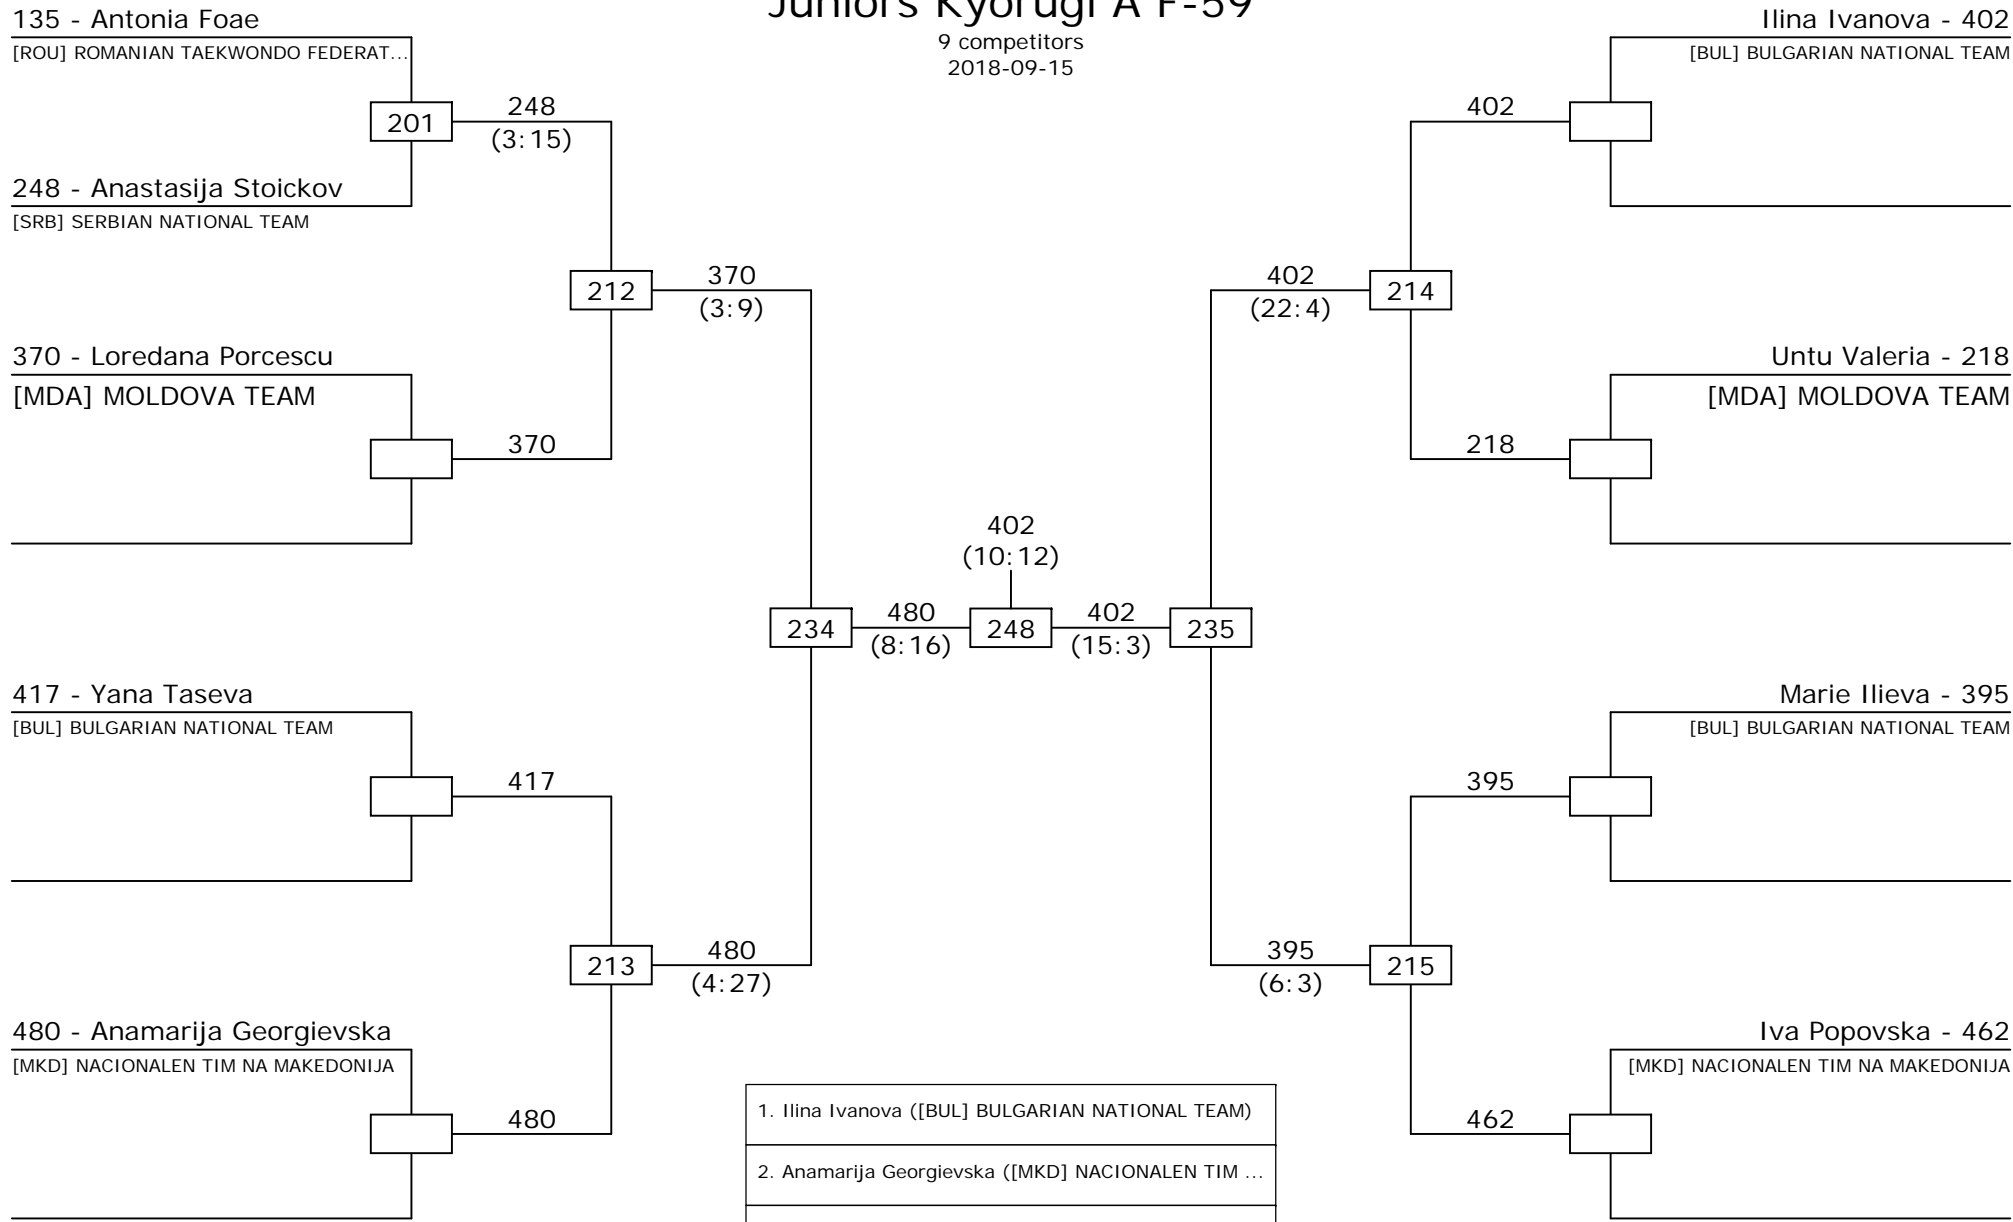 Juniors Kyorugi A F-59
9 competitors
2018-09-15
135 - Antonia Foae
[ROU] ROMANIAN TAEKWONDO FEDERAT...
201
248
(3:15)
248 - Anastasija Stoickov
[SRB] SERBIAN NATIONAL TEAM
212
370
(3:9)
370 - Loredana Porcescu
[MDA] MOLDOVA TEAM
370
417 - Yana Taseva
[BUL] BULGARIAN NATIONAL TEAM
417
213
480
(4:27)
480 - Anamarija Georgievska
[MKD] NACIONALEN TIM NA MAKEDONIJA
480
234
480
(8:16)
402
(10:12)
248
402
(15:3)
235
Ilina Ivanova - 402
[BUL] BULGARIAN NATIONAL TEAM
402
402
(22:4)
214
Untu Valeria - 218
[MDA] MOLDOVA TEAM
218
Marie Ilieva - 395
[BUL] BULGARIAN NATIONAL TEAM
395
395
(6:3)
215
Iva Popovska - 462
[MKD] NACIONALEN TIM NA MAKEDONIJA
462
1. Ilina Ivanova ([BUL] BULGARIAN NATIONAL TEAM)
2. Anamarija Georgievska ([MKD] NACIONALEN TIM ...